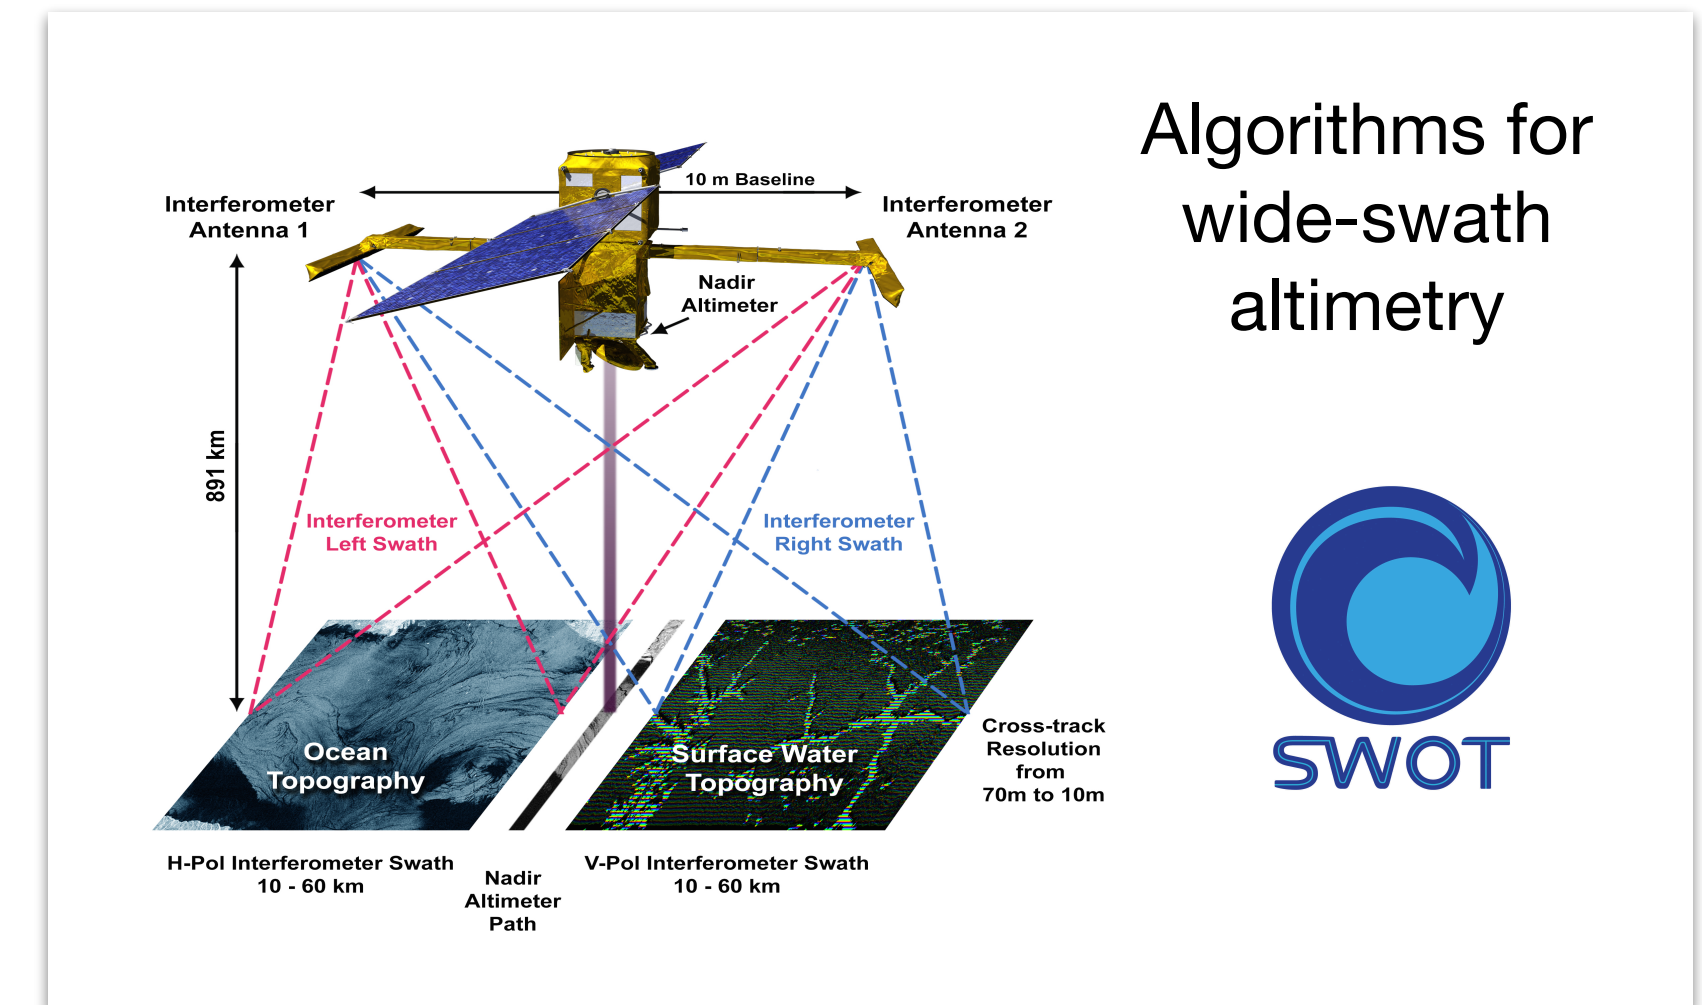 Algorithms for
wide-swath
altimetry
10 m Baseline
Interferometer
Antenna 1
Interferometer
Antenna 2
Nadir
Altimeter
891 km
Interferometer
Left Swath
Interferometer
Right Swath
Ocean
Topography
Surface Water
Topography
Cross-track
Resolution
from
70m to 10m
H-Pol Interferometer Swath
10 - 60 km
Nadir
Altimeter
Path
V-Pol Interferometer Swath
10 - 60 km
SWOT